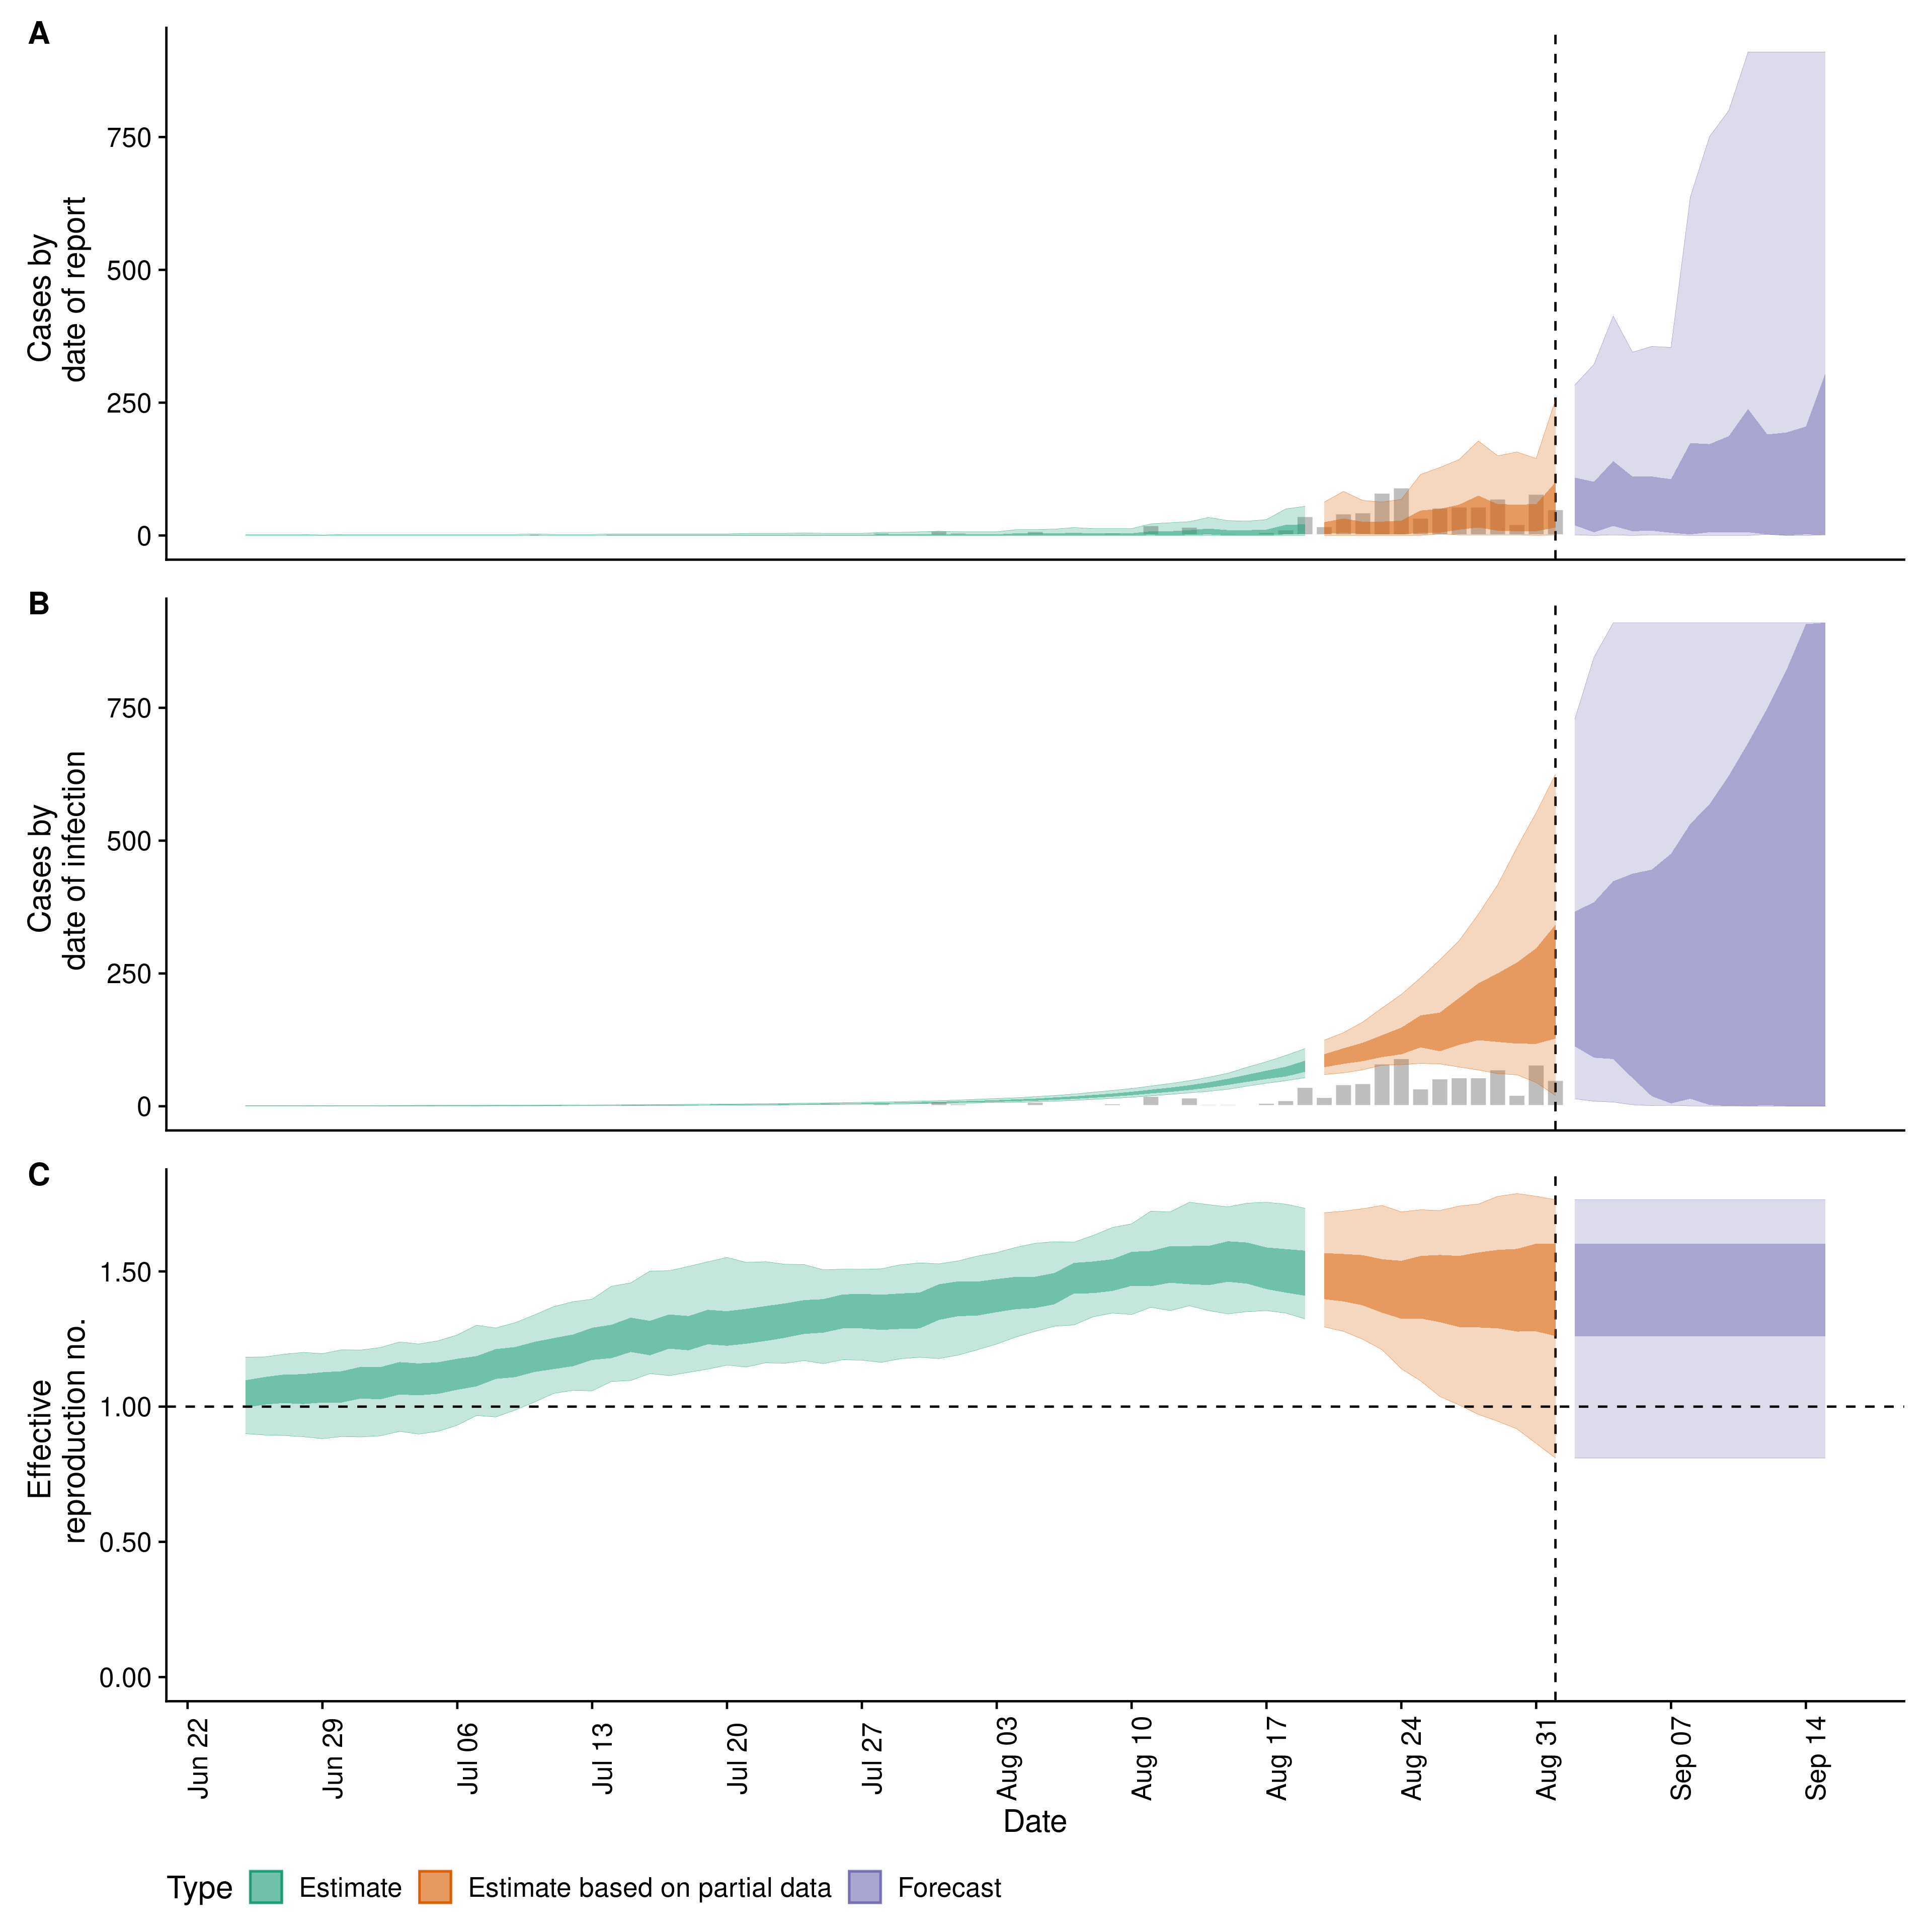 A
Cases by
date of report
750
500
250
0
B
Cases by
date of infection
750
500
250
0
C
Effective
reproduction no.
1.50
1.00
0.50
0.00
Jun 22
Jun 29
Jul 06
Jul 13
Jul 20
Jul 27
Aug 03
Aug 10
Aug 17
Aug 24
Aug 31
Sep 07
Sep 14
Date
Type
Estimate
Estimate based on partial data
Forecast